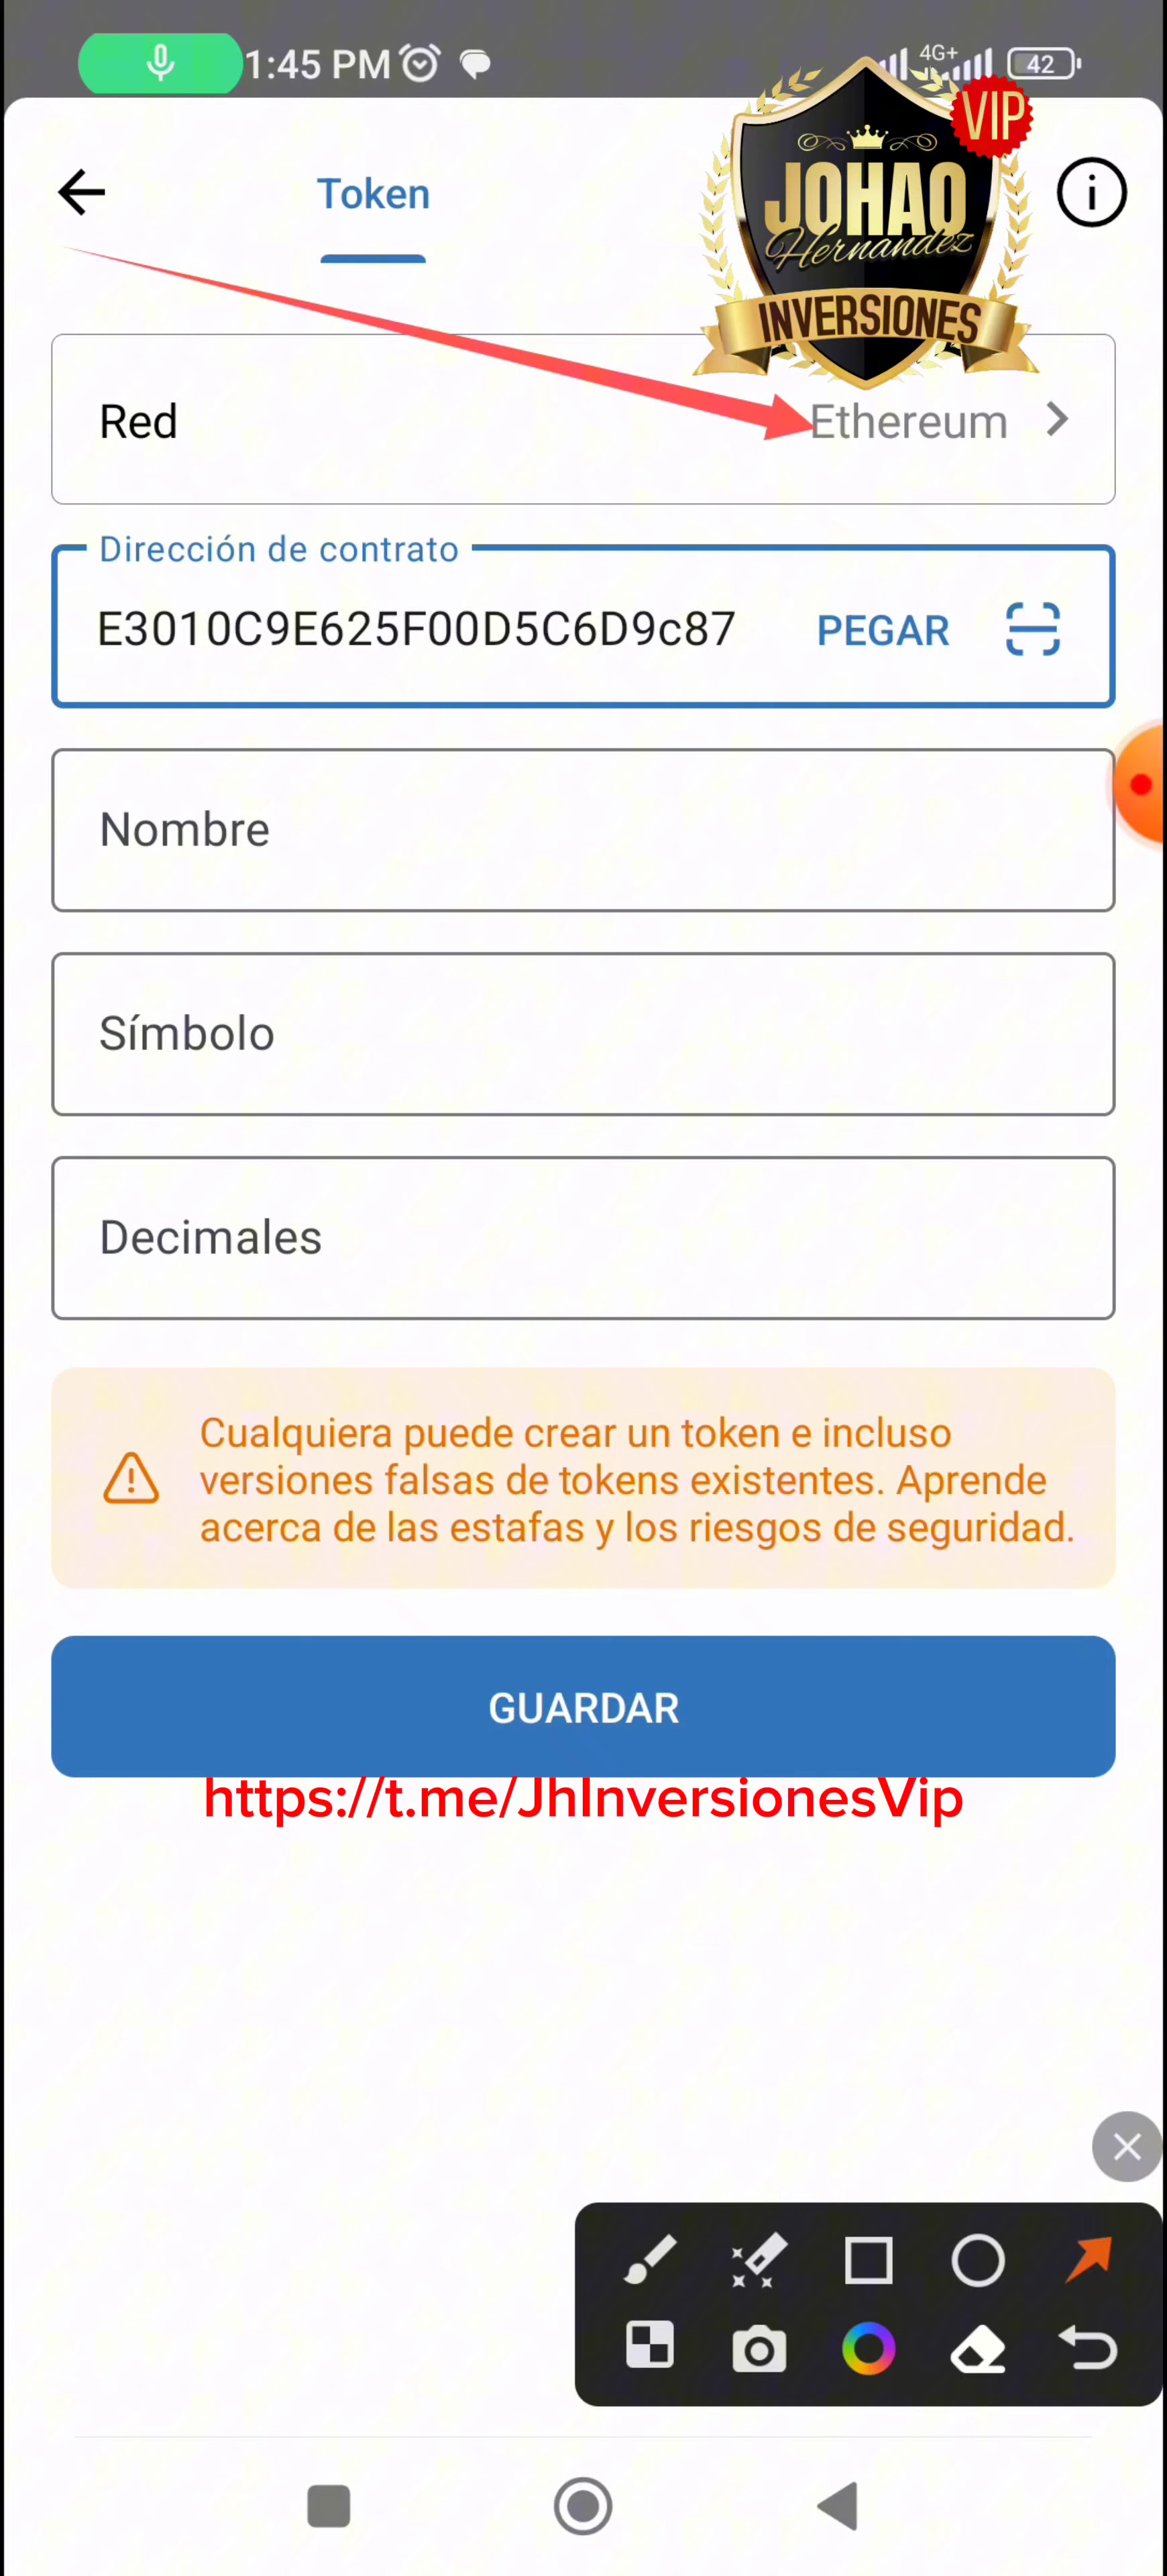 1:45 PM
4G+
42
VIP
JOHAO
Hernandez
INVERSIONES
Token
Red
Ethereum
Dirección de contrato
E3010C9E625F00D5C6D9c87
PEGAR
Nombre
Símbolo
Decimales
Cualquiera puede crear un token e incluso
versiones falsas de tokens existentes. Aprende
acerca de las estafas y los riesgos de seguridad.
GUARDAR
https://t.me/JhInversionesVip